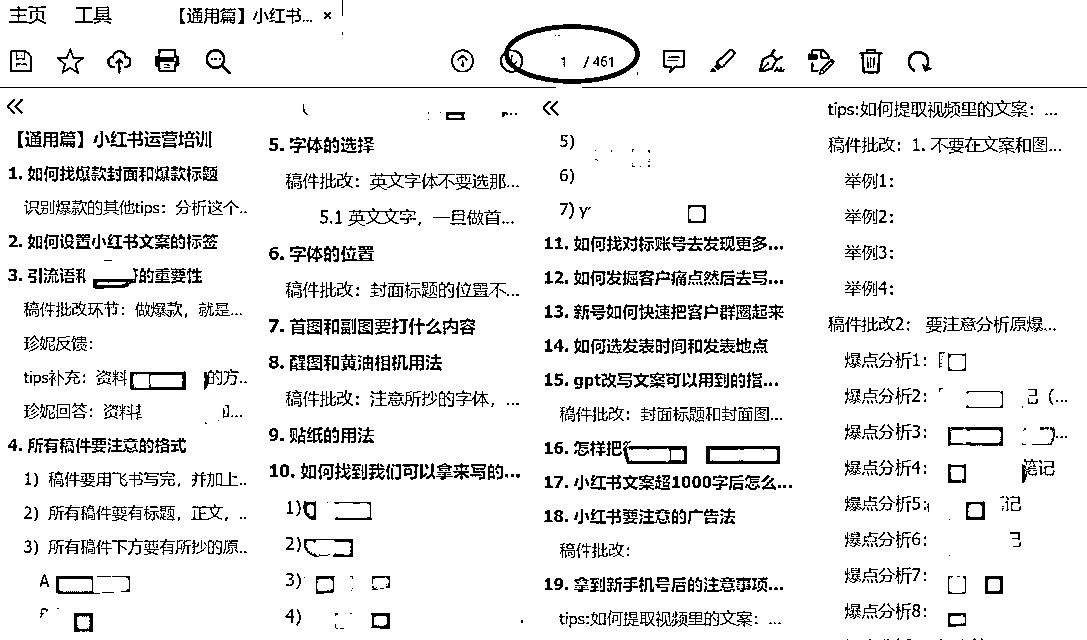 主页 工具 【通用篇】小红书... ×
1 / 461
【通用篇】小红书运营培训
1. 如何找爆款封面和爆款标题
识别爆款的其他tips：分析这个..
2. 如何设置小红书文案的标签
3. 引流语和 的重要性
稿件批改环节：做爆款，就是...
珍妮反馈：
tips补充：资料 的方..
珍妮回答：资料
4. 所有稿件要注意的格式
1）稿件要用飞书写完，并加上..
2）所有稿件要有标题，正文，..
3）所有稿件下方要有所抄的原...
A
5. 字体的选择
稿件批改：英文字体不要选那...
5.1 英文文字，一旦做首...
6. 字体的位置
稿件批改：封面标题的位置不...
7. 首图和副图要打什么内容
8. 醒图和黄油相机用法
稿件批改：注意所抄的字体，...
9. 贴纸的用法
10. 如何找到我们可以拿来写的...
1)
2)
3)
4)
5)
6)
7)
11. 如何找对标账号去发现更多...
12. 如何发掘客户痛点然后去写...
13. 新号如何快速把客户群圈起来
14. 如何选发表时间和发表地点
15. gpt改写文案可以用到的指...
稿件批改：封面标题和封面图...
16. 怎样把
17. 小红书文案超1000字后怎么...
18. 小红书要注意的广告法
稿件批改：
19. 拿到新手机号后的注意事项...
tips:如何提取视频里的文案：...
tips:如何提取视频里的文案：...
稿件批改：1. 不要在文案和图...
举例1：
举例2：
举例3：
举例4：
稿件批改2： 要注意分析原爆...
爆点分析1：
爆点分析2：
爆点分析3：
爆点分析4： 笔记
爆点分析5： 记
爆点分析6：
爆点分析7：
爆点分析8：